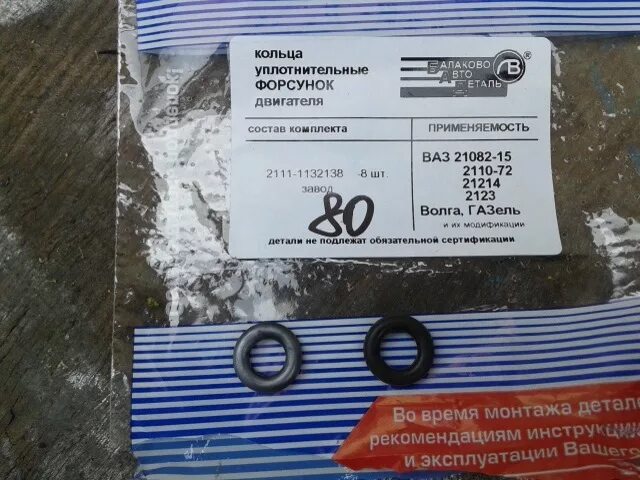 кольца
уплотнительные
ФОРСУНОК
двигателя
БАЛАКОВО
АВТО
ДЕТАЛЬ
®
состав комплекта
ПРИМЕНЯЕМОСТЬ
2111-1132138 -8 шт.
завод
80
ВАЗ 21082-15
2110-72
21214
2123
Волга, ГАЗель
и их модификации
детали не подлежат обязательной сертификации
Во время монтажа детал
рекомендациям инструкци
и эксплуатации Вашего